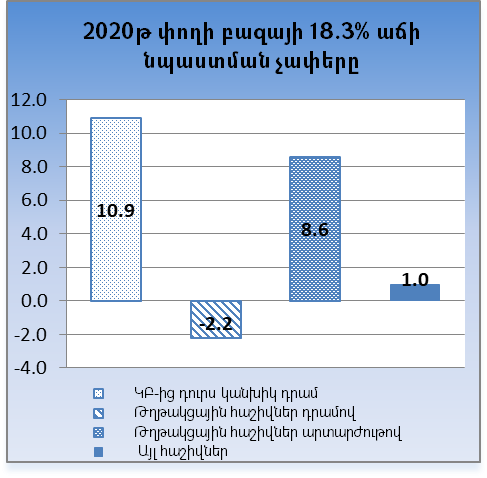 2020թ փողի բազայի 18.3% աճի
նպաստման չափերը
12.0
10.0
8.0
6.0
4.0
2.0
0.0
-2.0
-4.0
10.9
-2.2
8.6
1.0
ԿԲ-ից դուրս կանխիկ դրամ
Թղթակցային հաշիվներ դրամով
Թղթակցային հաշիվներ արտարժութով
Այլ հաշիվներ